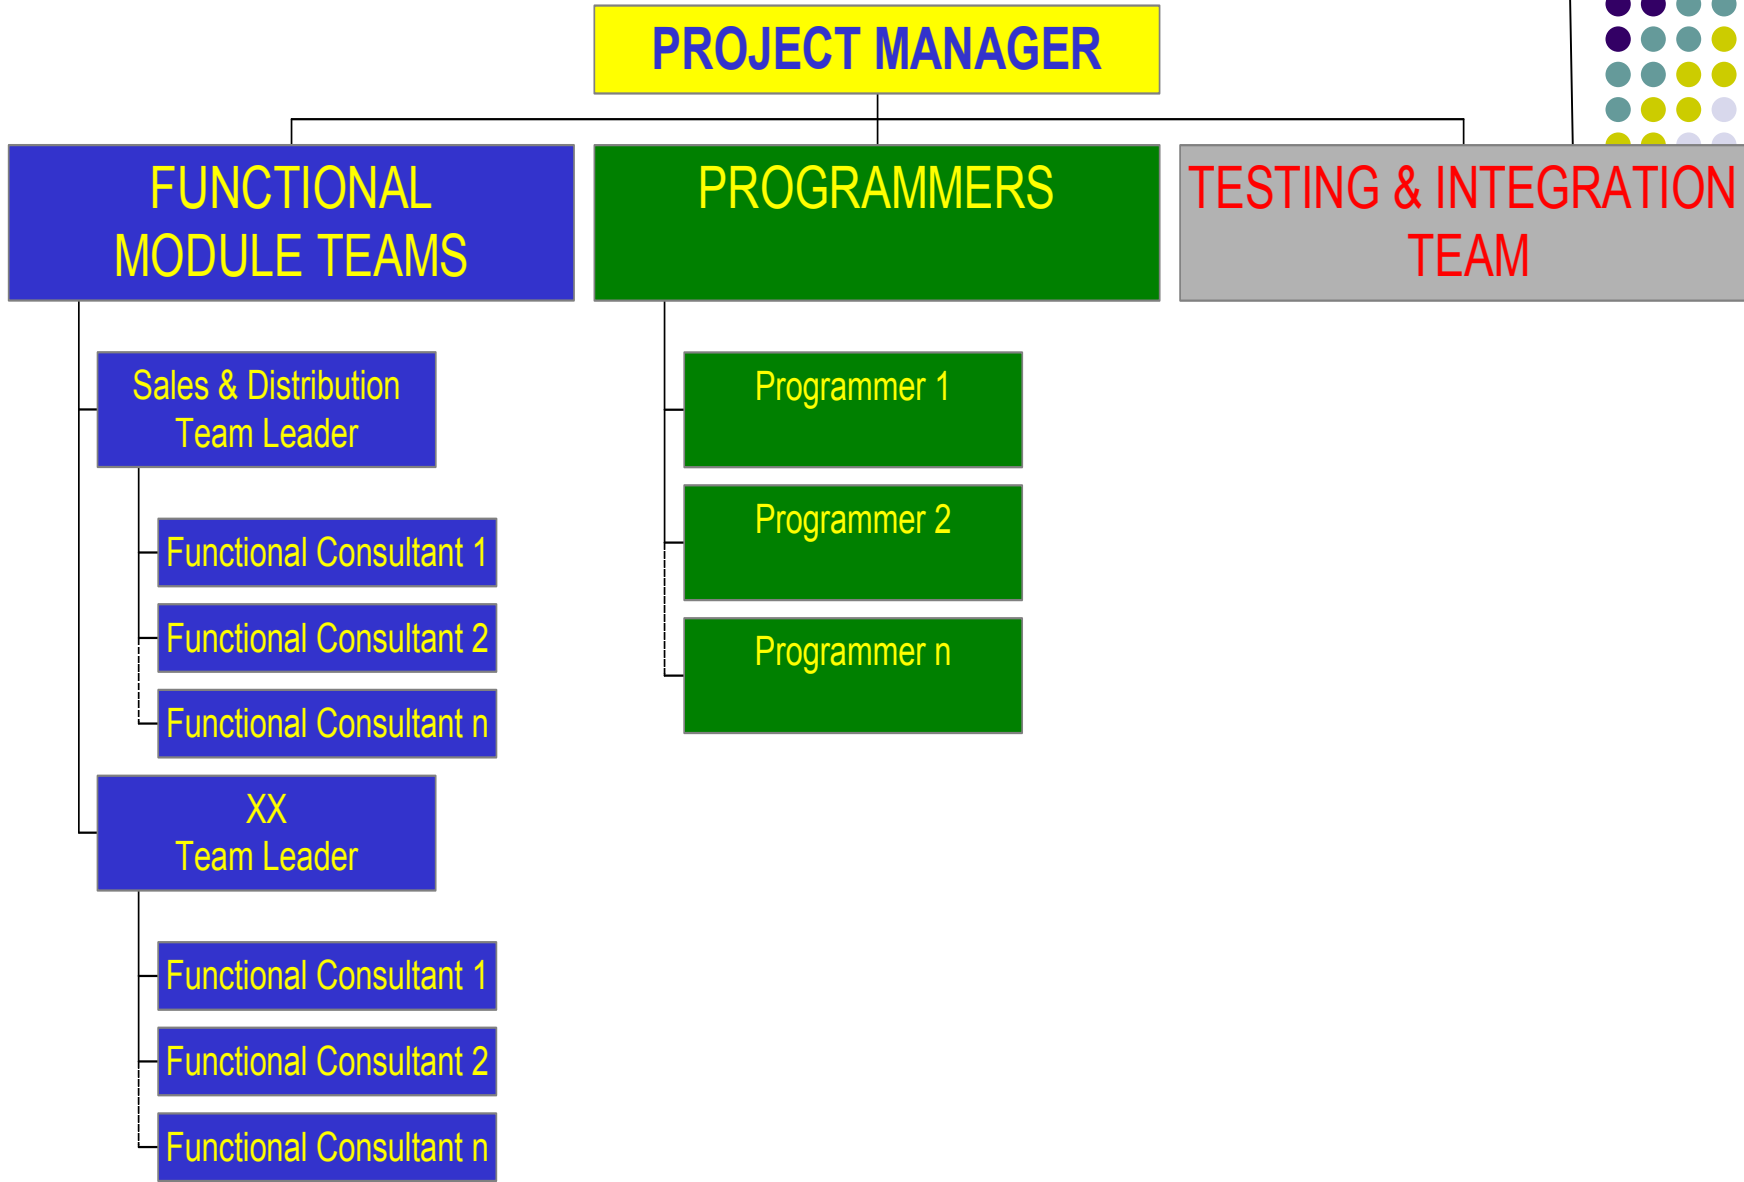 PROJECT MANAGER
FUNCTIONAL
MODULE TEAMS
PROGRAMMERS
TESTING & INTEGRATION
TEAM
Sales & Distribution
Team Leader
Functional Consultant 1
Functional Consultant 2
Functional Consultant n
XX
Team Leader
Functional Consultant 1
Functional Consultant 2
Functional Consultant n
Programmer 1
Programmer 2
Programmer n